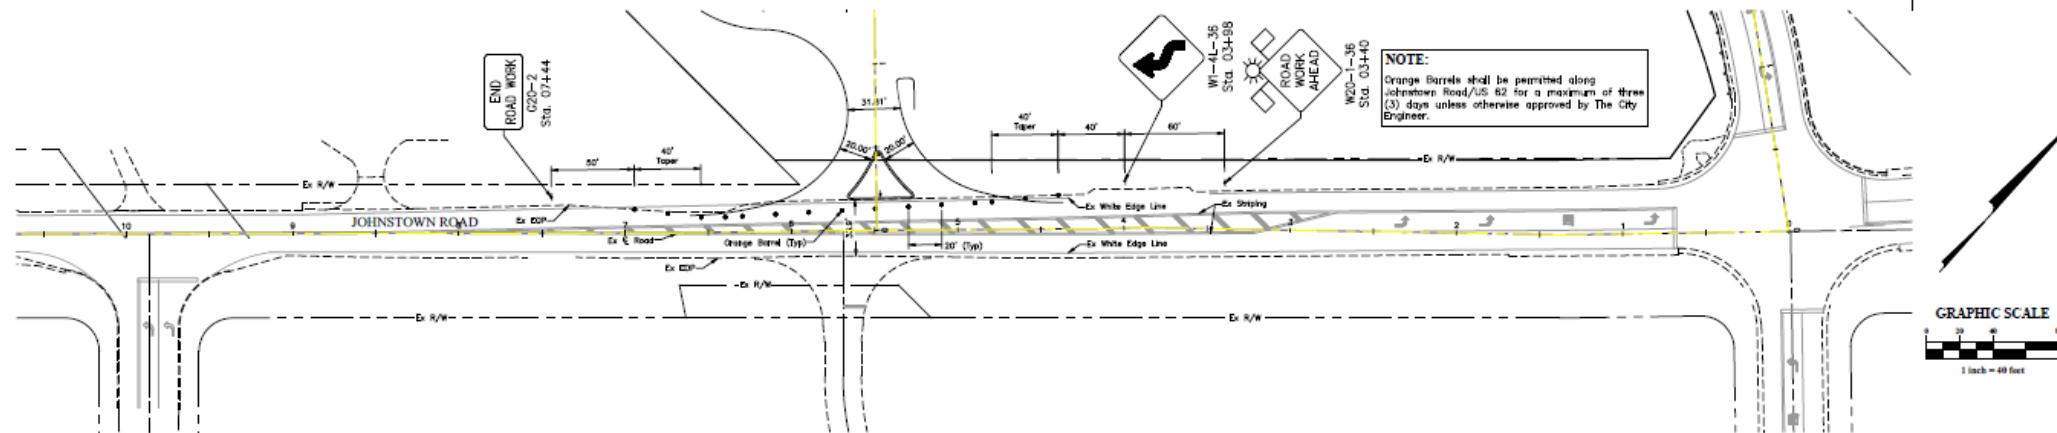 END
ROAD WORK
G20-2
Sta. 07+44
W1-4L-36
Sta. 03+98
ROAD
WORK
AHEAD
W20-1-36
Sta. 03+40
NOTE:
Orange Barrels shall be permitted along
Johnstown Road/US 62 for a maximum of three
(3) days unless otherwise approved by The City
Engineer.
31.81'
20.00'
20.00'
40'
Taper
40'
60'
50'
40'
Taper
Ex R/W
Ex R/W
JOHNSTOWN ROAD
Ex EOP
Ex White Edge Line
Ex Striping
10
9
7
6
5
4
3
2
1
Ex ℄ Road
Orange Barrel (Typ)
20' (Typ)
Ex White Edge Line
Ex EOP
Ex R/W
Ex R/W
Ex R/W
GRAPHIC SCALE
0 20 40
1 inch = 40 feet